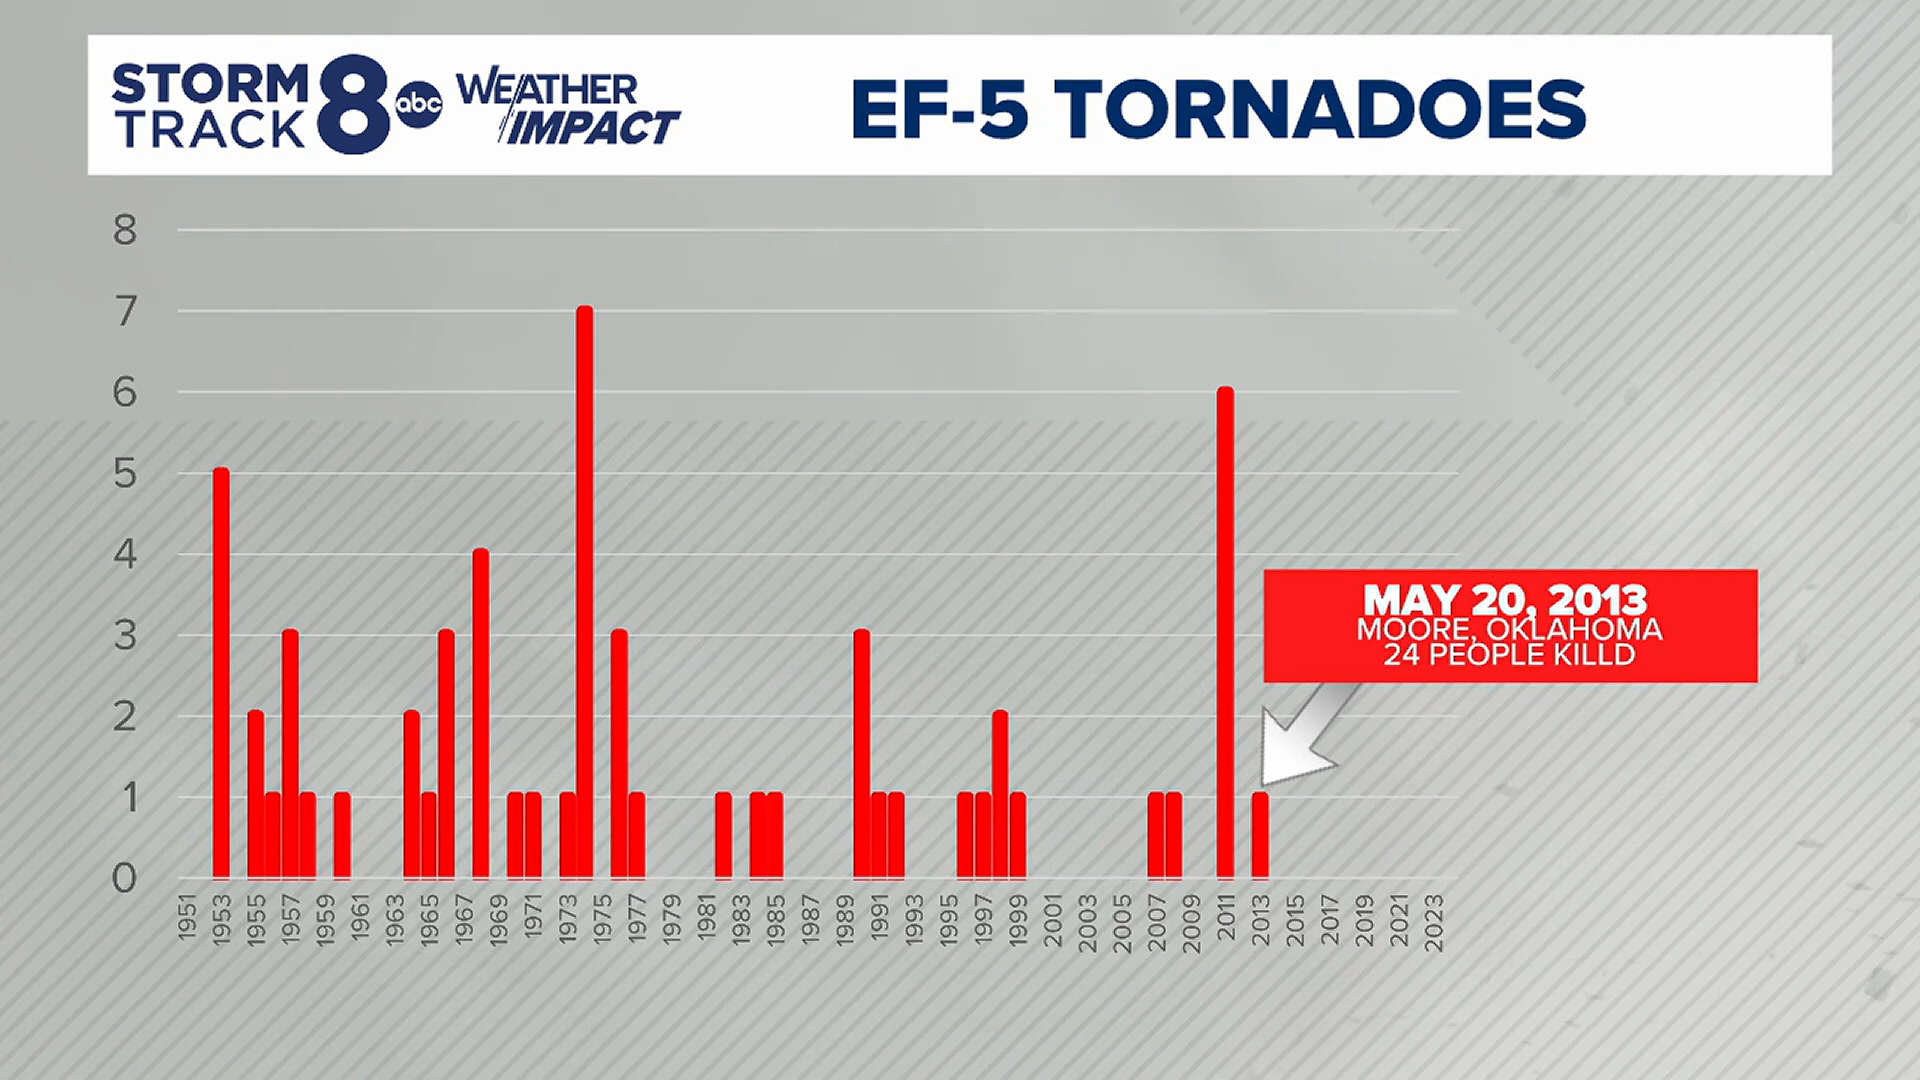 STORM TRACK 8 abc WEATHER IMPACT
EF-5 TORNADOES
8
7
6
5
4
3
2
1
0
MAY 20, 2013
MOORE, OKLAHOMA
24 PEOPLE KILLD
1951 1953 1955 1957 1959 1961 1963 1965 1967 1969 1971 1973 1975 1977 1979 1981 1983 1985 1987 1989 1991 1993 1995 1997 1999 2001 2003 2005 2007 2009 2011 2013 2015 2017 2019 2021 2023